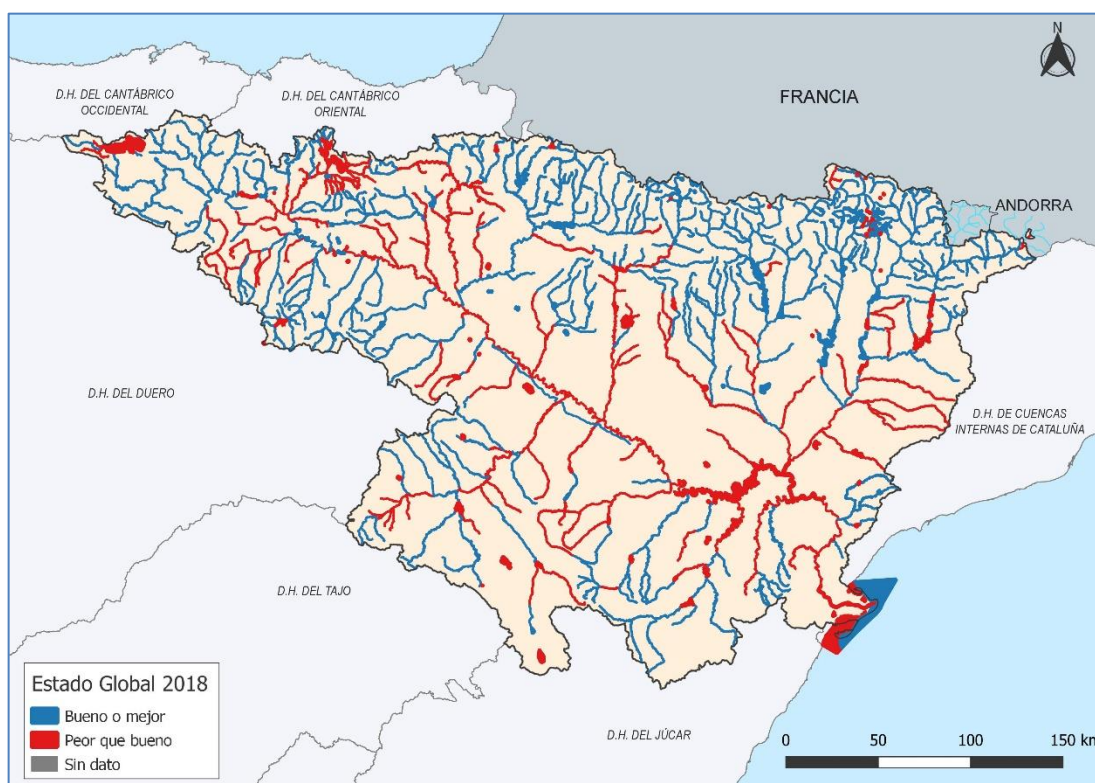 N
D.H. DEL CANTÁBRICO
OCCIDENTAL
D.H. DEL CANTÁBRICO
ORIENTAL
FRANCIA
ANDORRA
D.H. DEL DUERO
D.H. DE CUENCAS
INTERNAS DE CATALUÑA
D.H. DEL TAJO
D.H. DEL JÚCAR
Estado Global 2018
Bueno o mejor
Peor que bueno
Sin dato
0 50 100 150 km